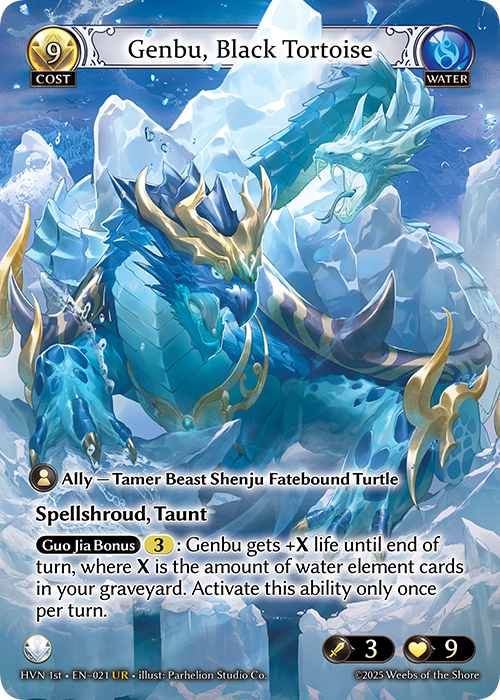 9
COST
Genbu, Black Tortoise
WATER
Ally — Tamer Beast Shenju Fatebound Turtle
Spellshroud, Taunt
Guo Jia Bonus 3 : Genbu gets +X life until end of
turn, where X is the amount of water element cards
in your graveyard. Activate this ability only once
per turn.
3
9
HVN 1st • EN-021 UR • illust: Parhelion Studio Co.
©2025 Weebs of the Shore